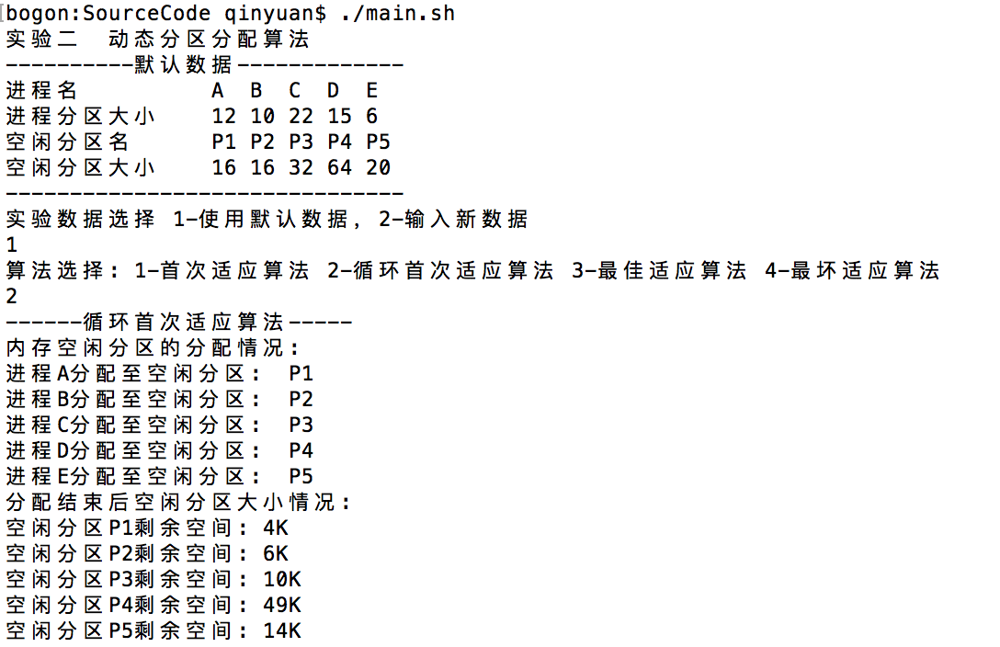 [bogon:SourceCode qinyuan$ ./main.sh
实验二  动态分区分配算法
----------默认数据-------------
进程名 A B C D E
进程分区大小 12 10 22 15 6
空闲分区名 P1 P2 P3 P4 P5
空闲分区大小 16 16 32 64 20
-------------------------------
实验数据选择 1-使用默认数据, 2-输入新数据
1
算法选择: 1-首次适应算法 2-循环首次适应算法 3-最佳适应算法 4-最坏适应算法
2
------循环首次适应算法-----
内存空闲分区的分配情况:
进程A分配至空闲分区: P1
进程B分配至空闲分区: P2
进程C分配至空闲分区: P3
进程D分配至空闲分区: P4
进程E分配至空闲分区: P5
分配结束后空闲分区大小情况:
空闲分区P1剩余空间: 4K
空闲分区P2剩余空间: 6K
空闲分区P3剩余空间: 10K
空闲分区P4剩余空间: 49K
空闲分区P5剩余空间: 14K